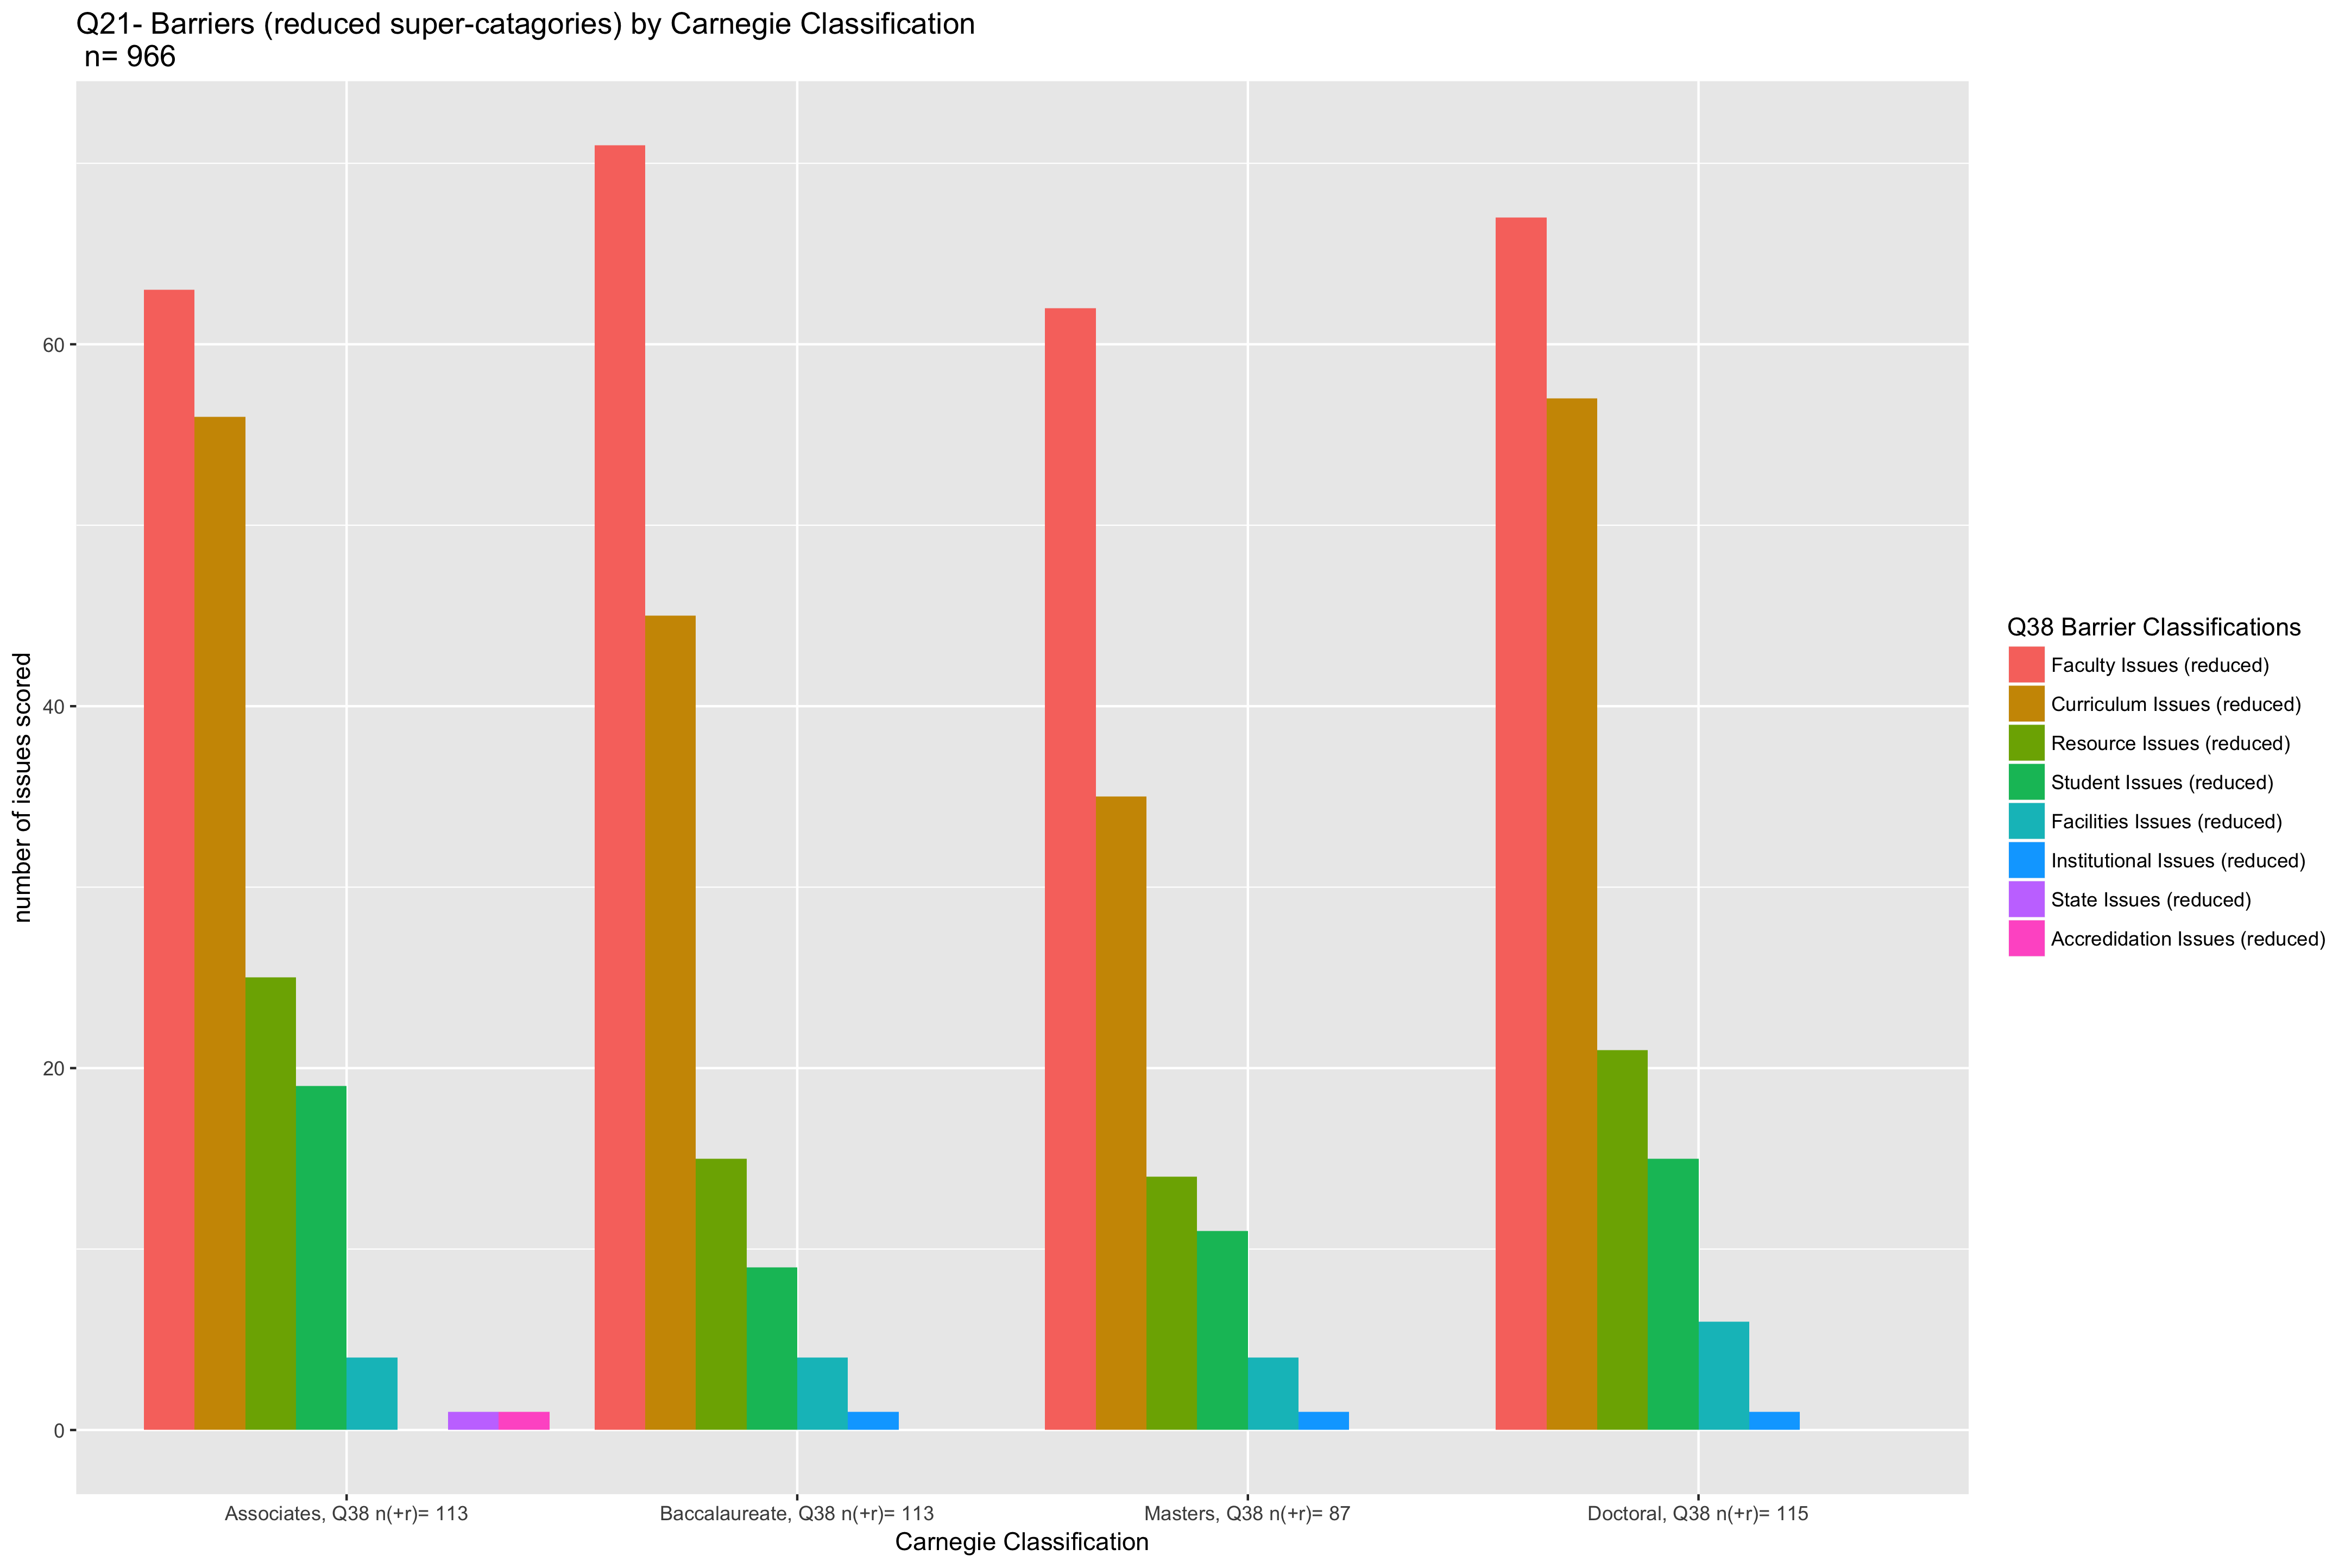 Q21- Barriers (reduced super-catagories) by Carnegie Classification
n= 966
number of issues scored
60
40
20
0
Associates, Q38 n(+r)= 113
Baccalaureate, Q38 n(+r)= 113
Masters, Q38 n(+r)= 87
Doctoral, Q38 n(+r)= 115
Carnegie Classification
Q38 Barrier Classifications
Faculty Issues (reduced)
Curriculum Issues (reduced)
Resource Issues (reduced)
Student Issues (reduced)
Facilities Issues (reduced)
Institutional Issues (reduced)
State Issues (reduced)
Accredidation Issues (reduced)